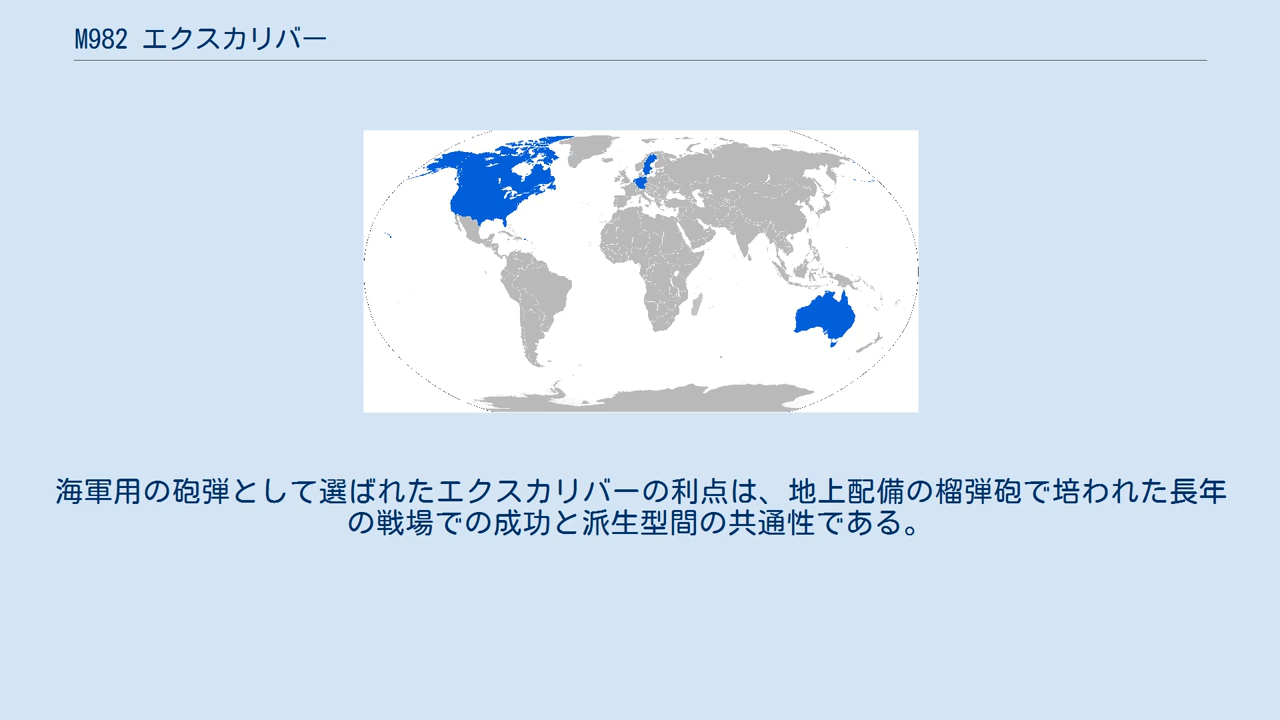 M982 エクスカリバー
海軍用の砲弾として選ばれたエクスカリバーの利点は、地上配備の榴弾砲で培われた長年
の戦場での成功と派生型間の共通性である。